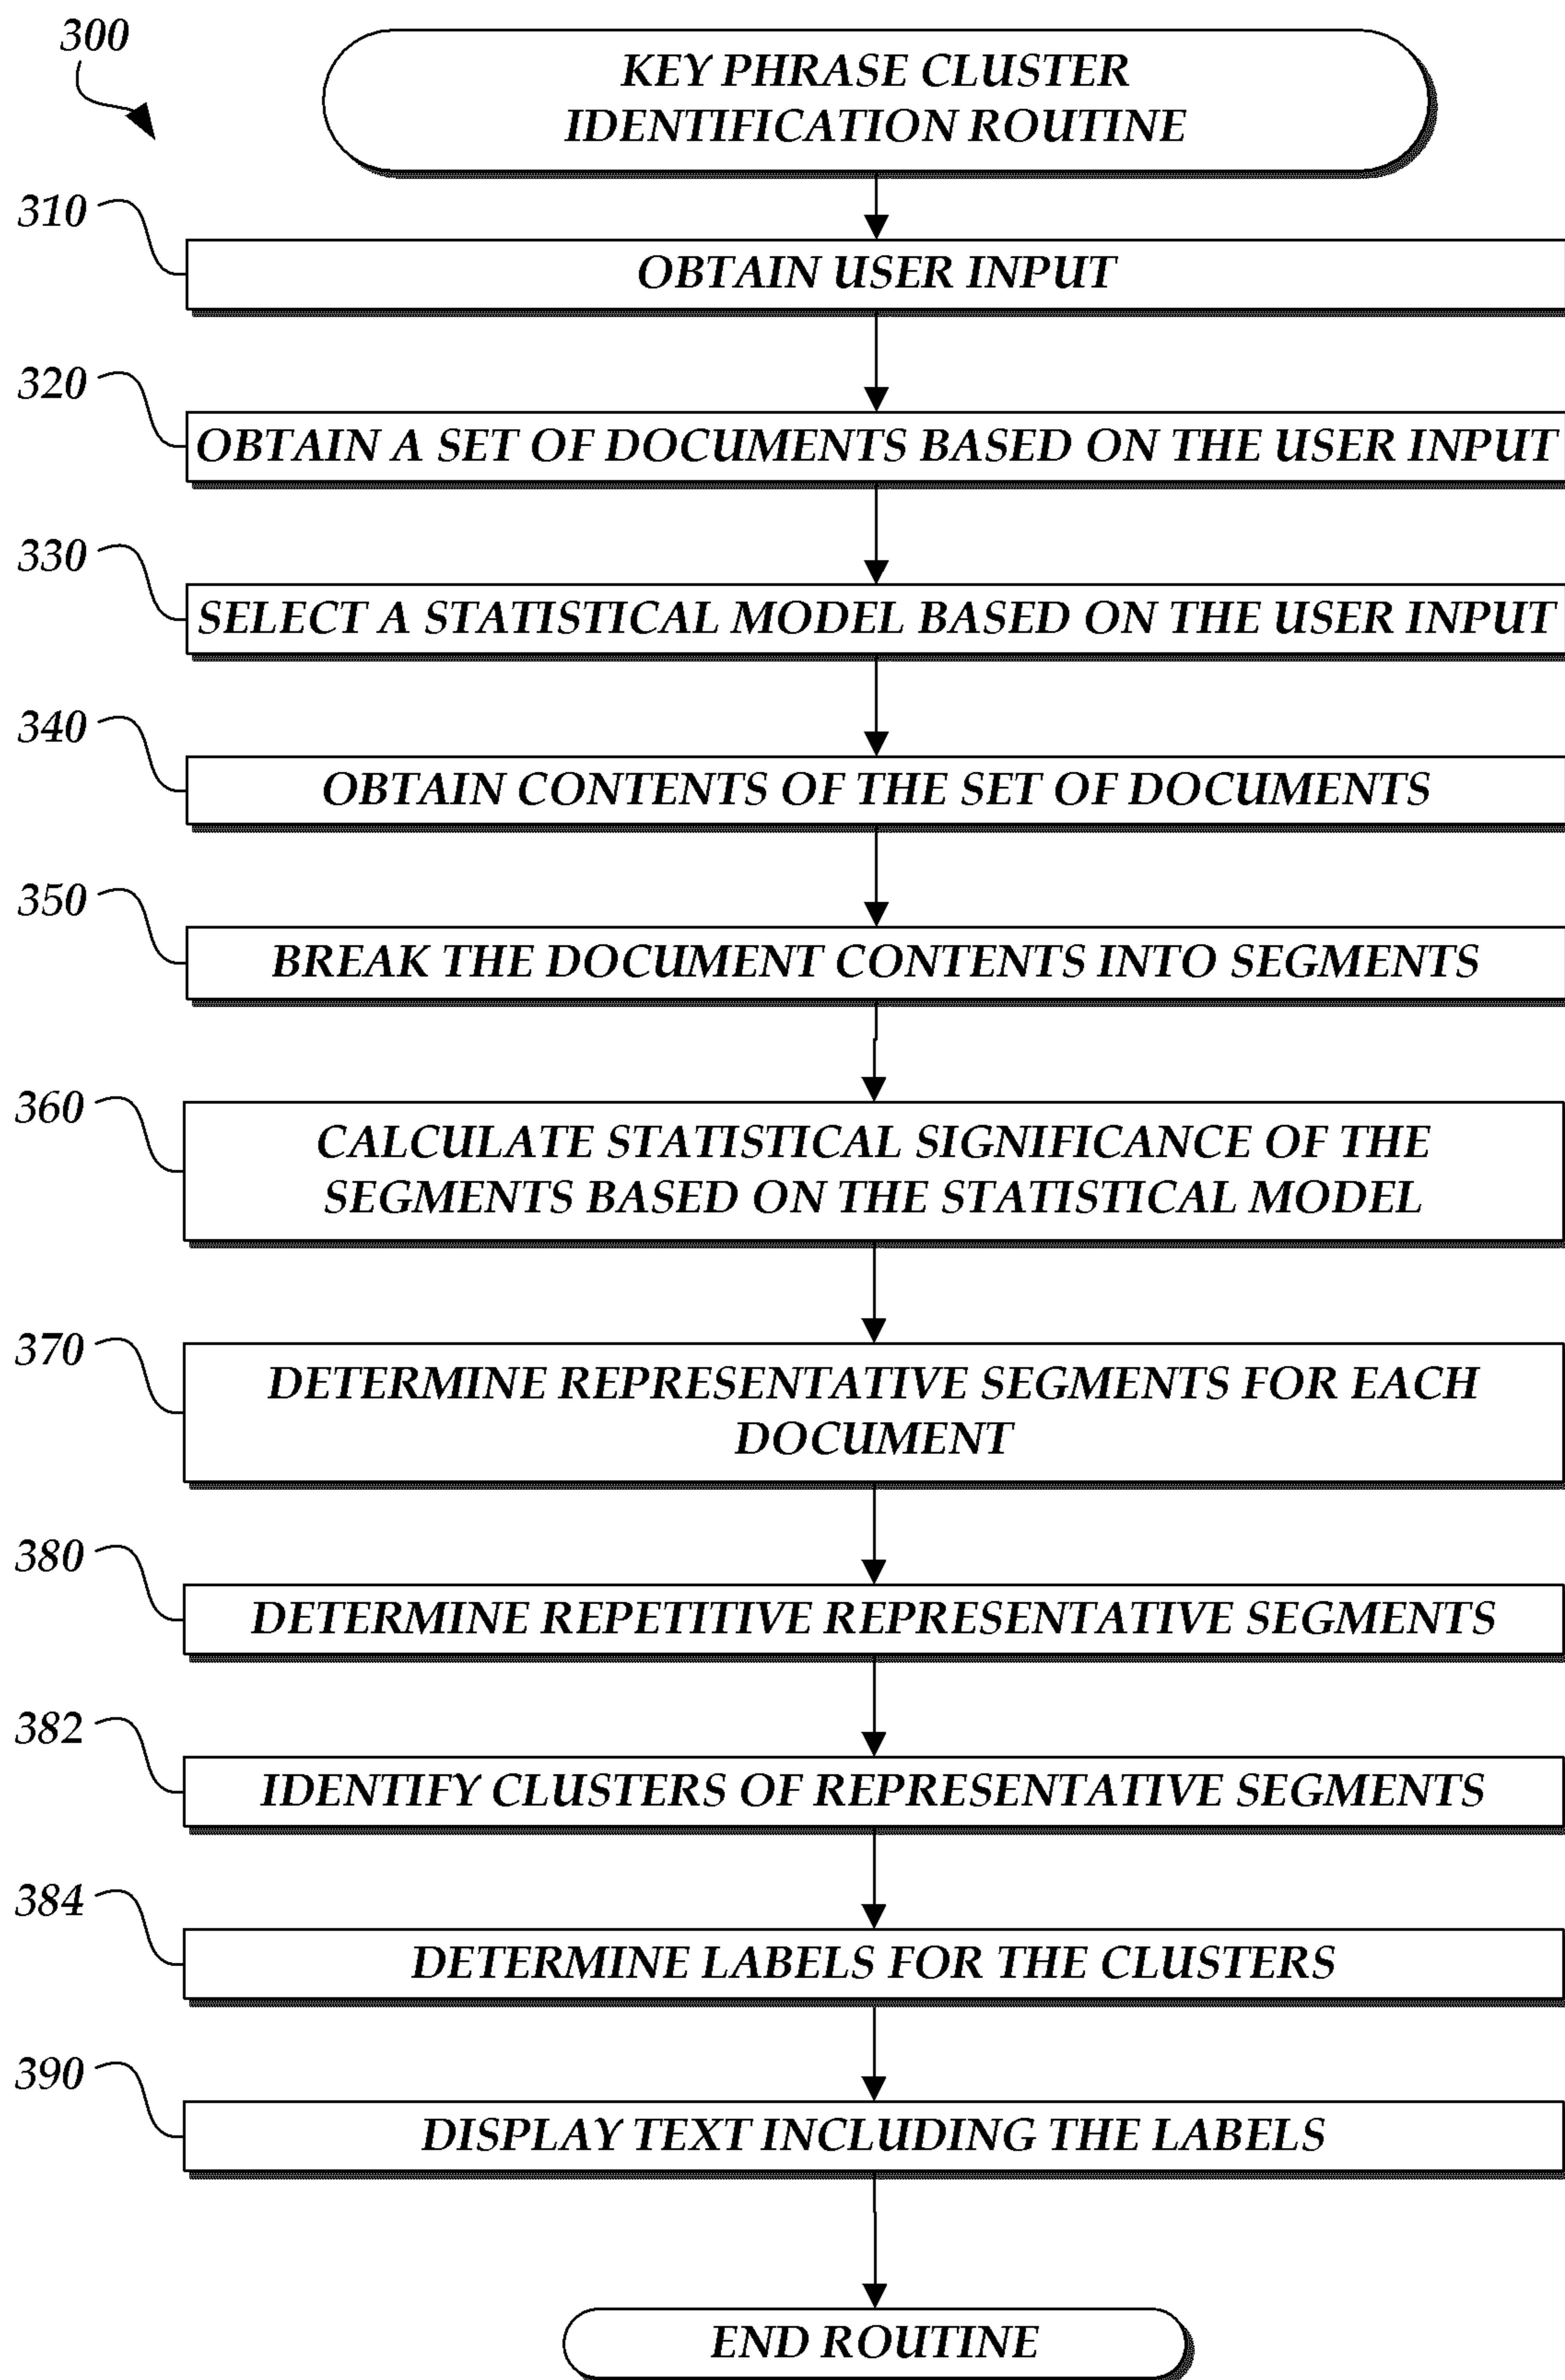 300
KEY PHRASE CLUSTER
IDENTIFICATION ROUTINE
310
OBTAIN USER INPUT
320
OBTAIN A SET OF DOCUMENTS BASED ON THE USER INPUT
330
SELECT A STATISTICAL MODEL BASED ON THE USER INPUT
340
OBTAIN CONTENTS OF THE SET OF DOCUMENTS
350
BREAK THE DOCUMENT CONTENTS INTO SEGMENTS
360
CALCULATE STATISTICAL SIGNIFICANCE OF THE
SEGMENTS BASED ON THE STATISTICAL MODEL
370
DETERMINE REPRESENTATIVE SEGMENTS FOR EACH
DOCUMENT
380
DETERMINE REPETITIVE REPRESENTATIVE SEGMENTS
382
IDENTIFY CLUSTERS OF REPRESENTATIVE SEGMENTS
384
DETERMINE LABELS FOR THE CLUSTERS
390
DISPLAY TEXT INCLUDING THE LABELS
END ROUTINE